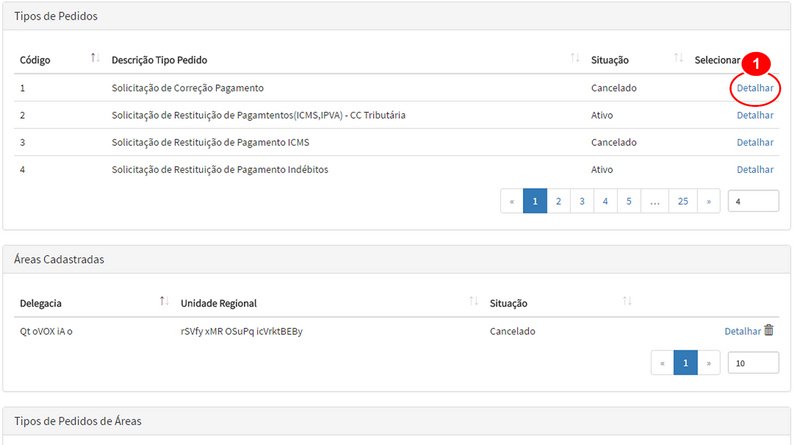 Tipos de Pedidos
Código Descrição Tipo Pedido Situação Selecionar
1
1 Solicitação de Correção Pagamento Cancelado Detalhar
2 Solicitação de Restituição de Pagamtentos(ICMS,IPVA) - CC Tributária Ativo Detalhar
3 Solicitação de Restituição de Pagamento ICMS Cancelado Detalhar
4 Solicitação de Restituição de Pagamento Indébitos Ativo Detalhar
« 1 2 3 4 5 ... 25 » 4
Áreas Cadastradas
Delegacia Unidade Regional Situação
Qt oVOX iA o rSVfy xMR OSuPq icVrktBEBy Cancelado Detalhar
« 1 » 10
Tipos de Pedidos de Áreas